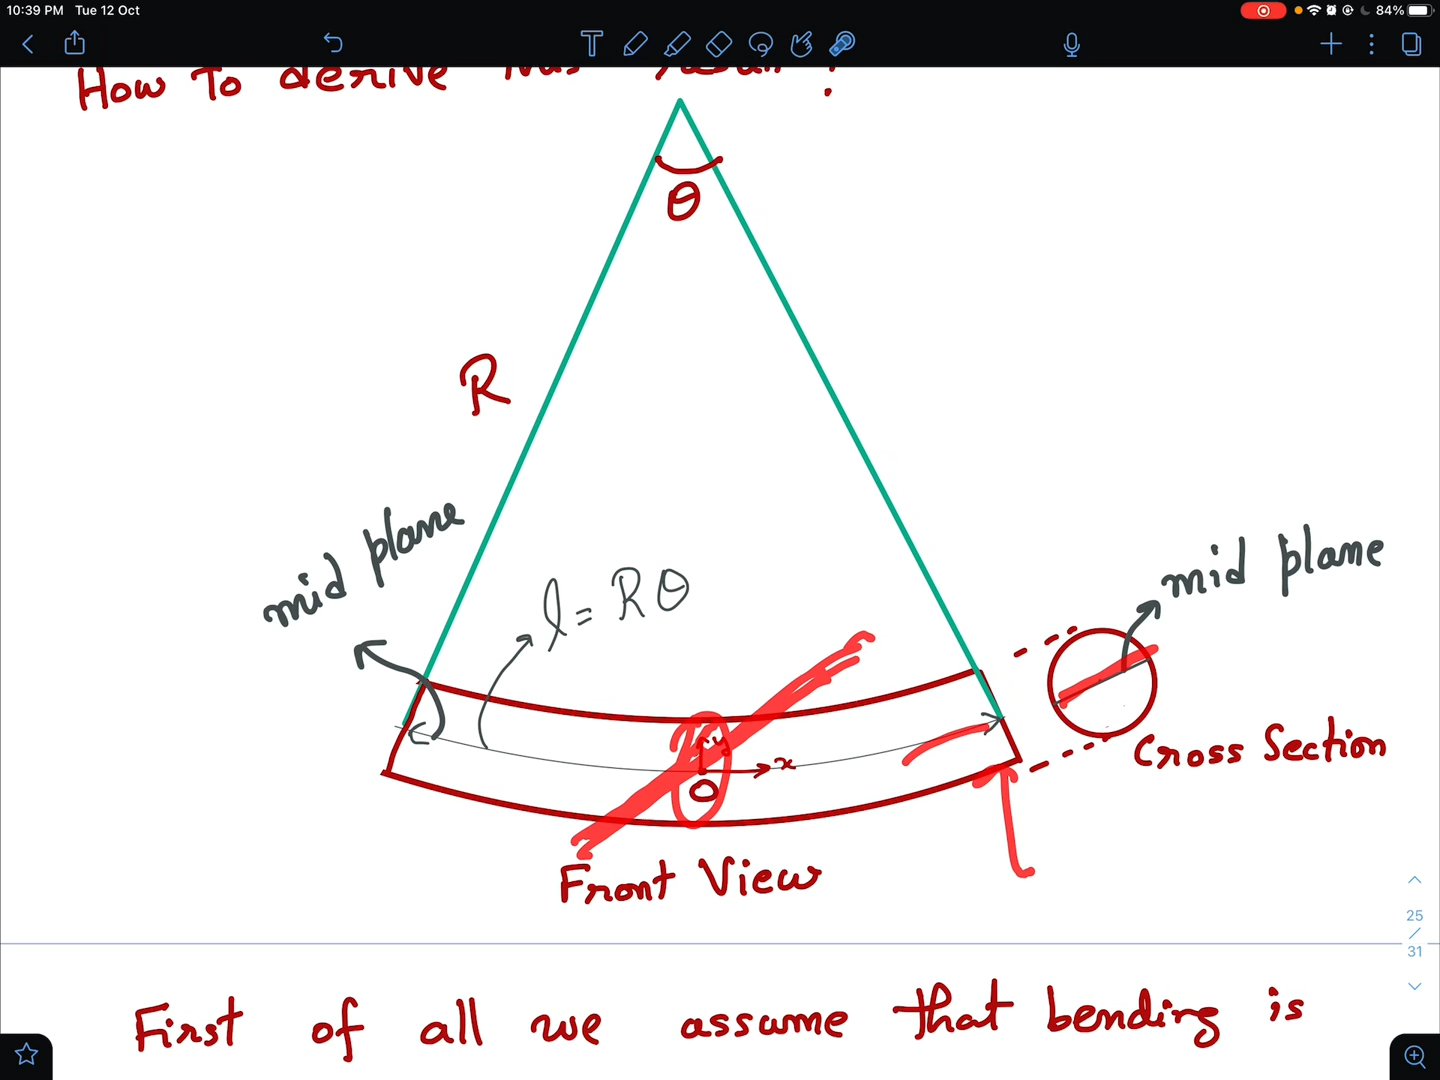 10:39 PM Tue 12 Oct
84%
How To derive
θ
R
mid plane
l = Rθ
mid plane
y
x
O
Cross Section
Front View
25
/
31
First of all we assume that bending is